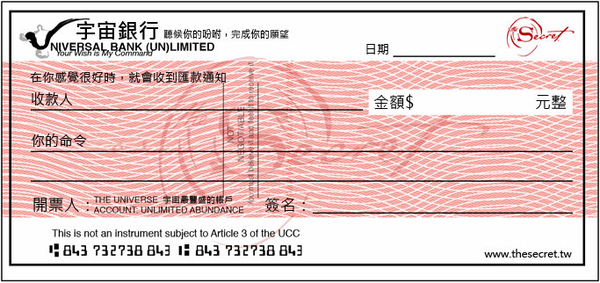 宇宙銀行 聽候你的吩咐，完成你的願望
UNIVERSAL BANK (UN)LIMITED
Your Wish is My Command
The Secret
日期
在你感覺很好時，就會收到匯款通知
收款人
金額$ 元整
NOT
NEGOTIABLE
你的命令
開票人： THE UNIVERSE 宇宙最豐盛的帳戶
ACCOUNT: UNLIMITED ABUNDANCE
簽名：
This is not an instrument subject to Article 3 of the UCC
843 732738 843 843 732738 843
www.thesecret.tw